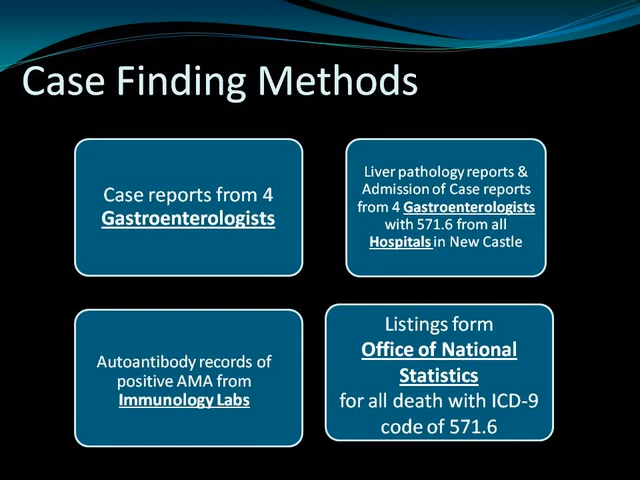 Case Finding Methods
Case reports from 4
Gastroenterologists
Liver pathology reports &
Admission of Case reports
from 4 Gastroenterologists
with 571.6 from all
Hospitals in New Castle
Autoantibody records of
positive AMA from
Immunology Labs
Listings form
Office of National
Statistics
for all death with ICD-9
code of 571.6